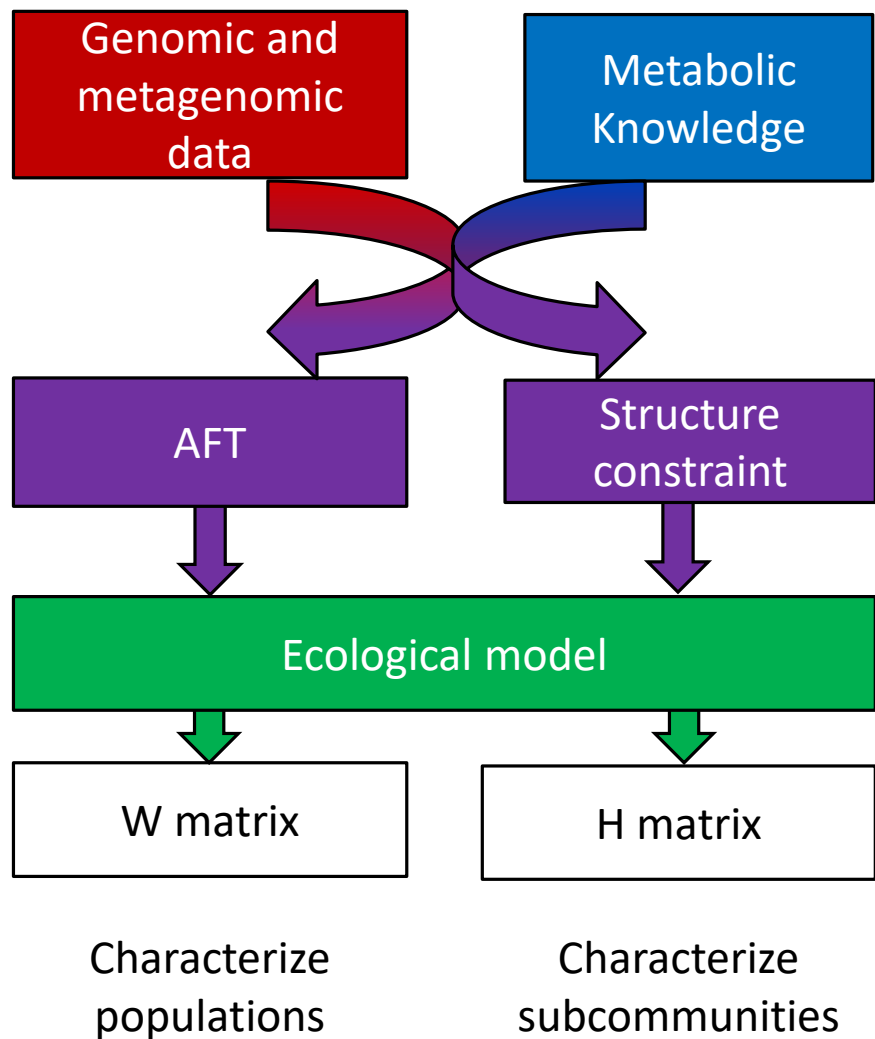 Genomic and
metagenomic
data
Metabolic
Knowledge
AFT
Structure
constraint
Ecological model
W matrix
H matrix
Characterize
populations
Characterize
subcommunities